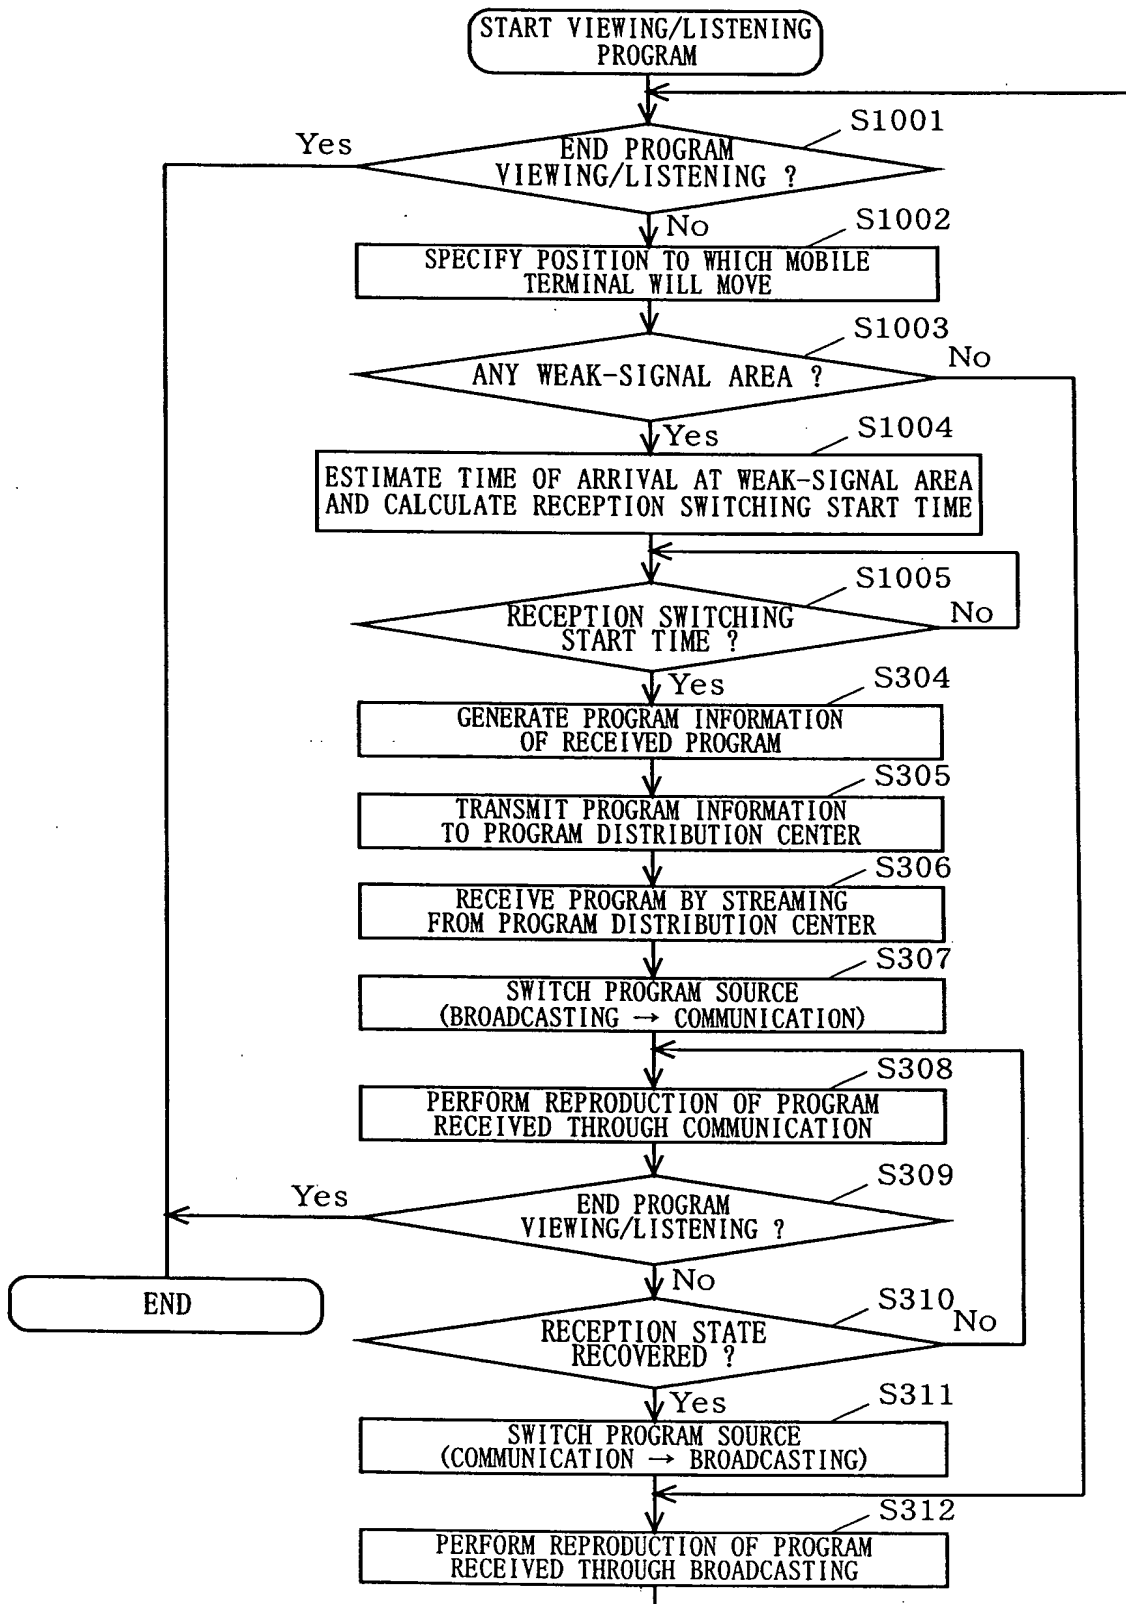 START VIEWING/LISTENING
PROGRAM
S1001
Yes
END PROGRAM
VIEWING/LISTENING ?
No
S1002
SPECIFY POSITION TO WHICH MOBILE
TERMINAL WILL MOVE
S1003
No
ANY WEAK-SIGNAL AREA ?
Yes
S1004
ESTIMATE TIME OF ARRIVAL AT WEAK-SIGNAL AREA
AND CALCULATE RECEPTION SWITCHING START TIME
S1005
RECEPTION SWITCHING
START TIME ?
No
Yes
S304
GENERATE PROGRAM INFORMATION
OF RECEIVED PROGRAM
S305
TRANSMIT PROGRAM INFORMATION
TO PROGRAM DISTRIBUTION CENTER
S306
RECEIVE PROGRAM BY STREAMING
FROM PROGRAM DISTRIBUTION CENTER
S307
SWITCH PROGRAM SOURCE
(BROADCASTING → COMMUNICATION)
S308
PERFORM REPRODUCTION OF PROGRAM
RECEIVED THROUGH COMMUNICATION
S309
Yes
END PROGRAM
VIEWING/LISTENING ?
No
END
S310
No
RECEPTION STATE
RECOVERED ?
Yes
S311
SWITCH PROGRAM SOURCE
(COMMUNICATION → BROADCASTING)
S312
PERFORM REPRODUCTION OF PROGRAM
RECEIVED THROUGH BROADCASTING